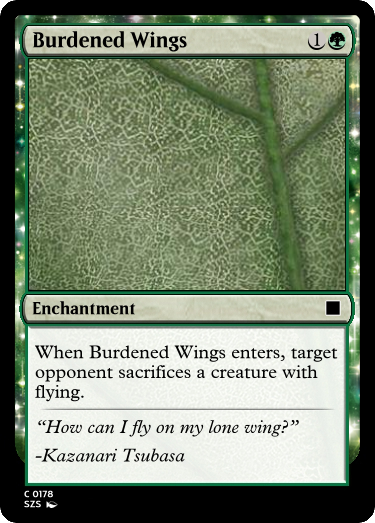 Burdened Wings 1
Enchantment
When Burdened Wings enters, target
opponent sacrifices a creature with
flying.
“How can I fly on my lone wing?”
-Kazanari Tsubasa
C 0178
SZS